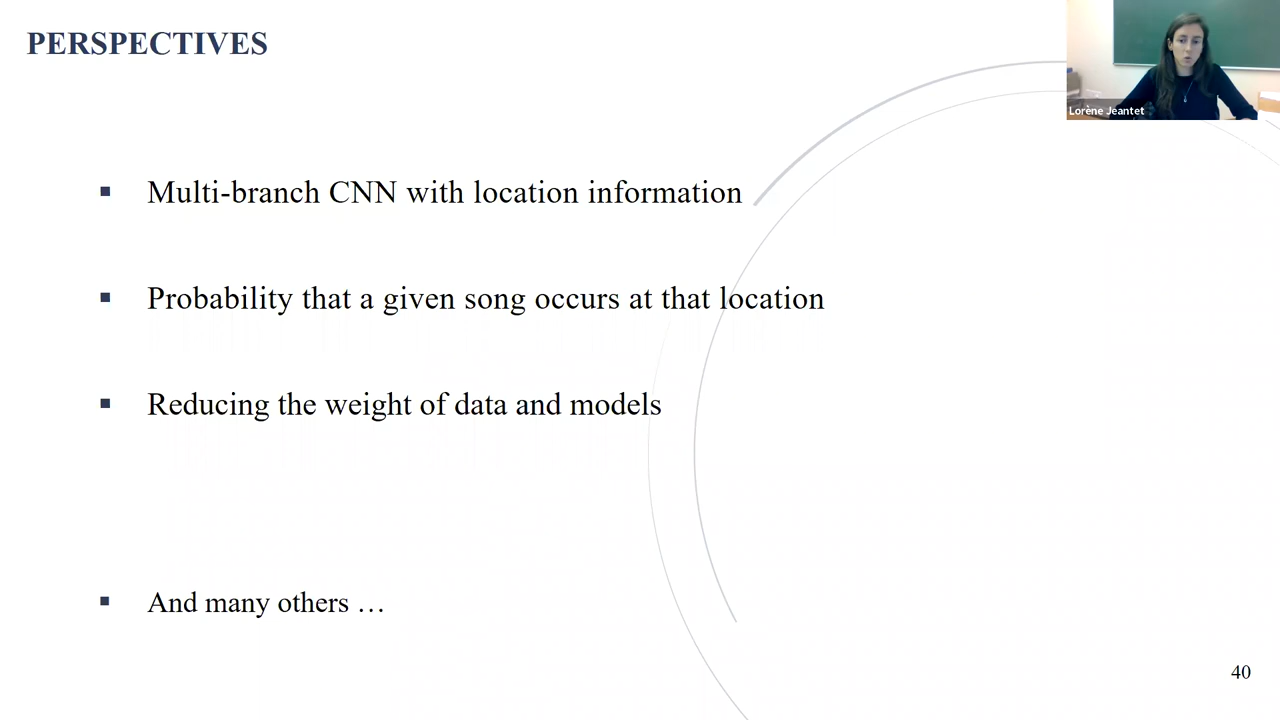 PERSPECTIVES
Lorène Jeantet
▪ Multi-branch CNN with location information
▪ Probability that a given song occurs at that location
▪ Reducing the weight of data and models
▪ And many others …
40